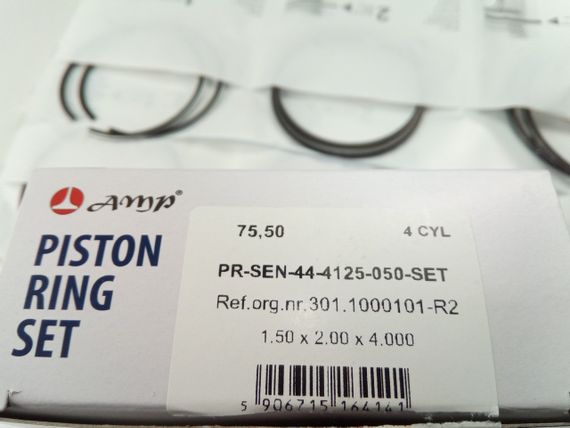 AMP®
PISTON
RING
SET
75,50 4 CYL
PR-SEN-44-4125-050-SET
Ref.org.nr.301.1000101-R2
1.50 x 2.00 x 4.000
5 906715 164141